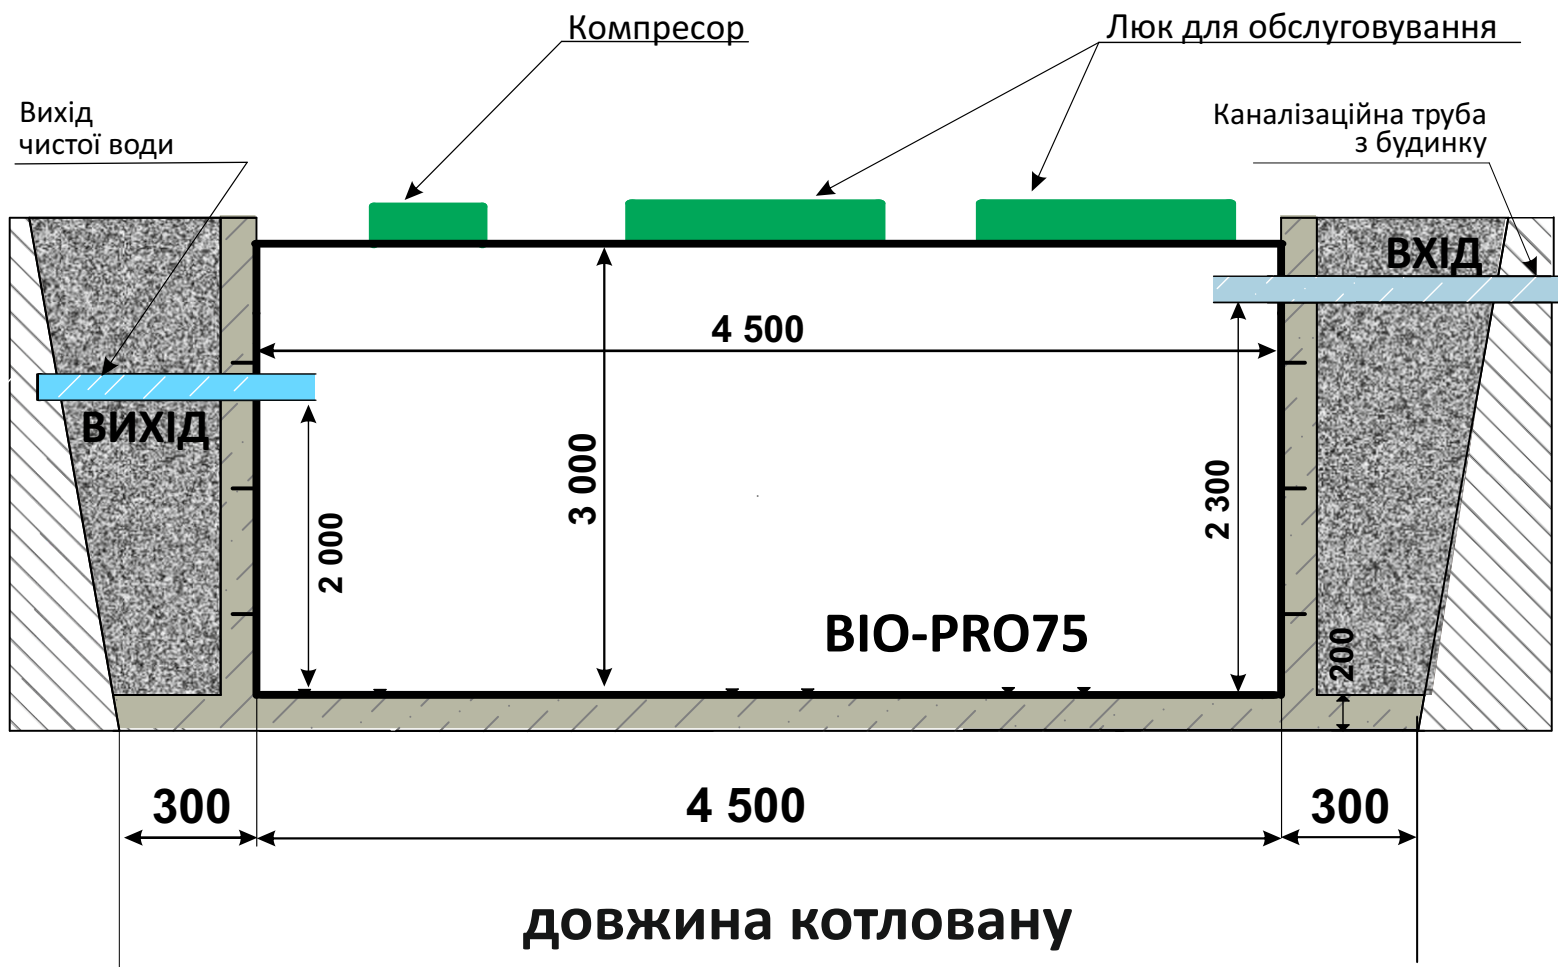 Компресор
Люк для обслуговування
Вихід
чистої води
Каналізаційна труба
з будинку
ВХІД
4 500
ВИХІД
3 000
2 300
2 000
BIO-PRO75
200
300
4 500
300
довжина котловану